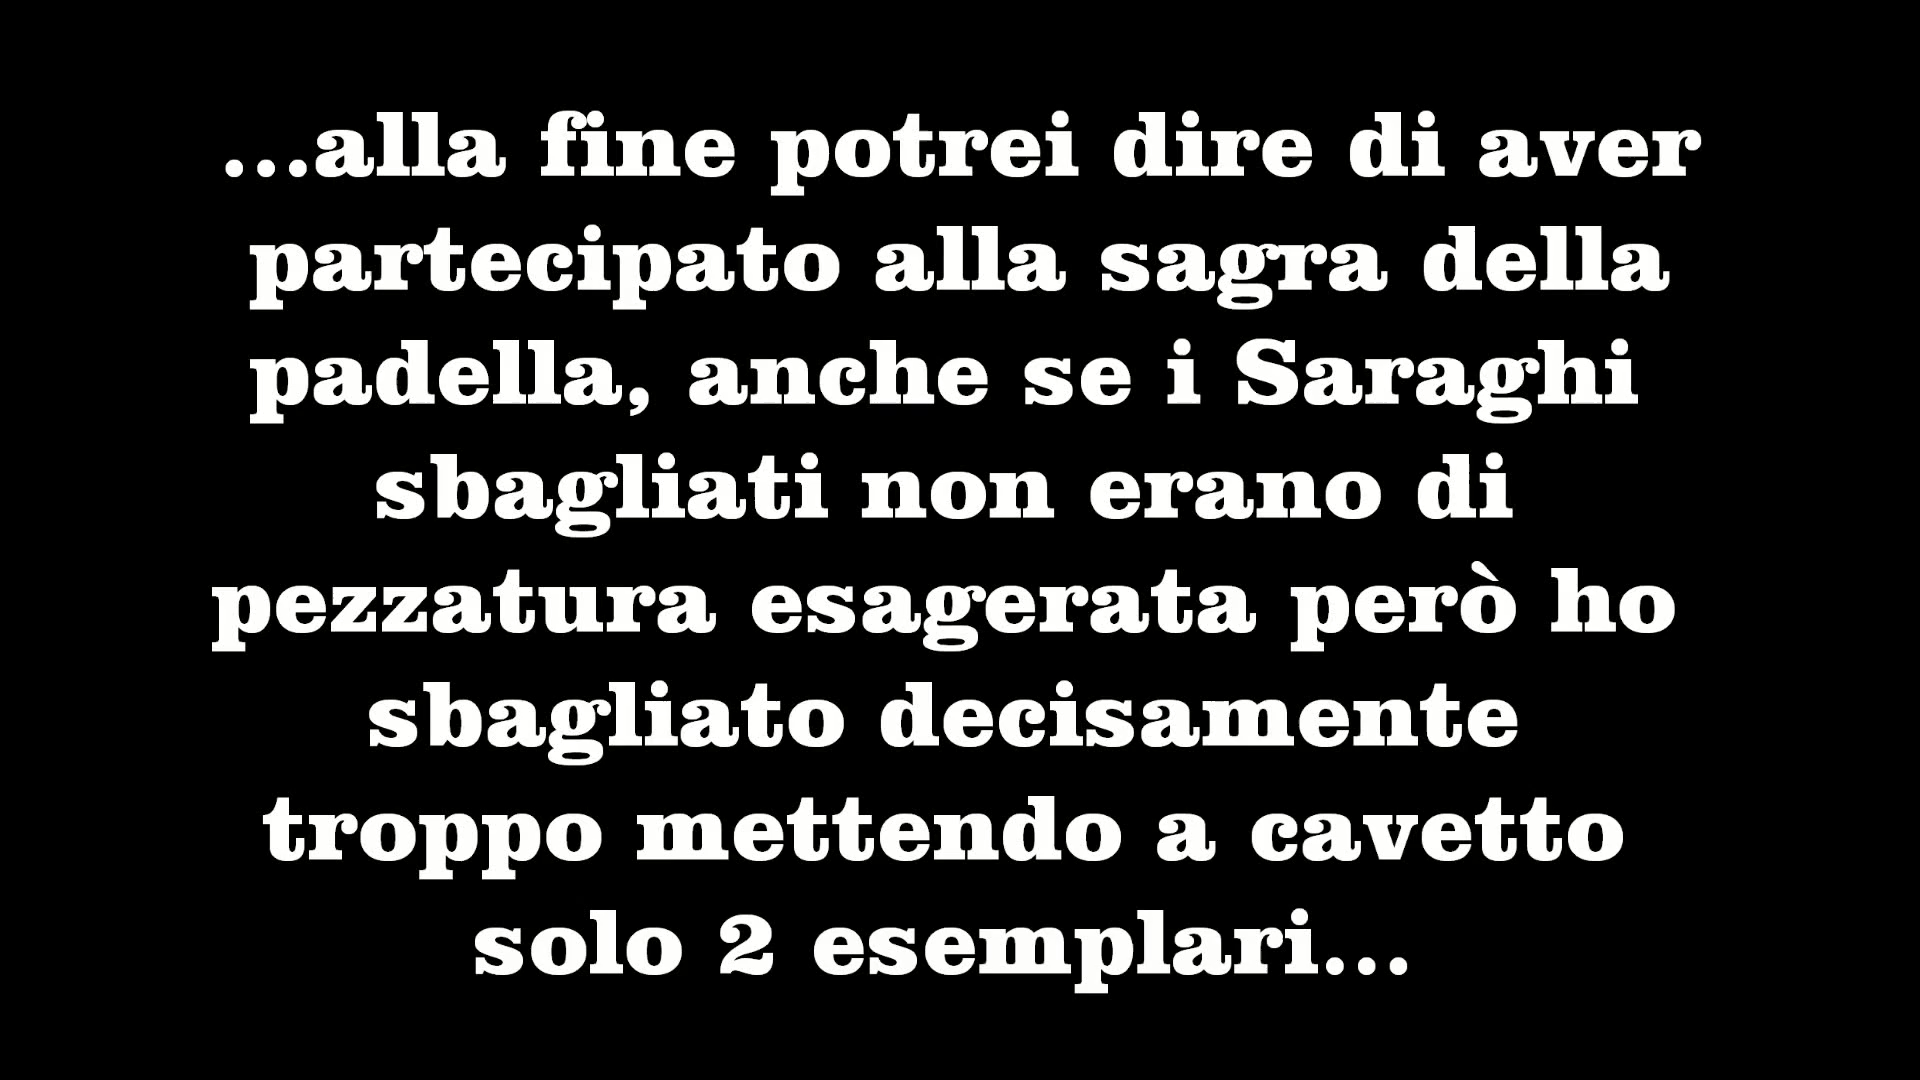 ...alla fine potrei dire di aver
partecipato alla sagra della
padella, anche se i Saraghi
sbagliati non erano di
pezzatura esagerata però ho
sbagliato decisamente
troppo mettendo a cavetto
solo 2 esemplari...